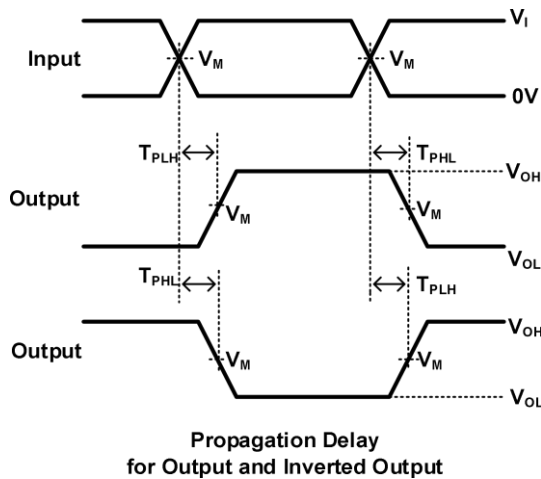 V_I
Input
V_M
V_M
0V
T_PLH
T_PHL
V_OH
Output
V_M
V_M
V_OL
T_PHL
T_PLH
V_OH
Output
V_M
V_M
V_OL
Propagation Delay
for Output and Inverted Output